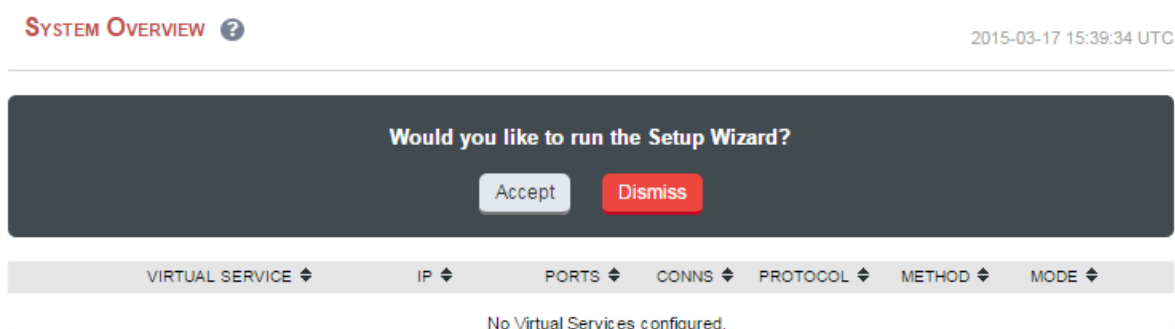 SYSTEM OVERVIEW ?
2015-03-17 15:39:34 UTC
Would you like to run the Setup Wizard?
Accept Dismiss
VIRTUAL SERVICE IP PORTS CONNS PROTOCOL METHOD MODE
No Virtual Services configured.